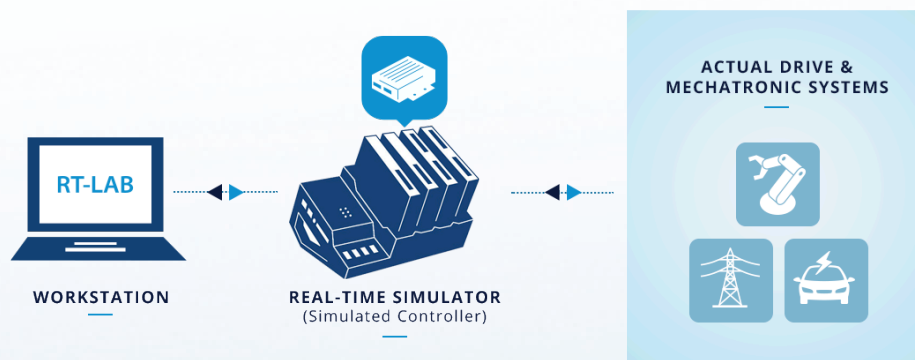 RT-LAB
WORKSTATION
REAL-TIME SIMULATOR
(Simulated Controller)
ACTUAL DRIVE &
MECHATRONIC SYSTEMS